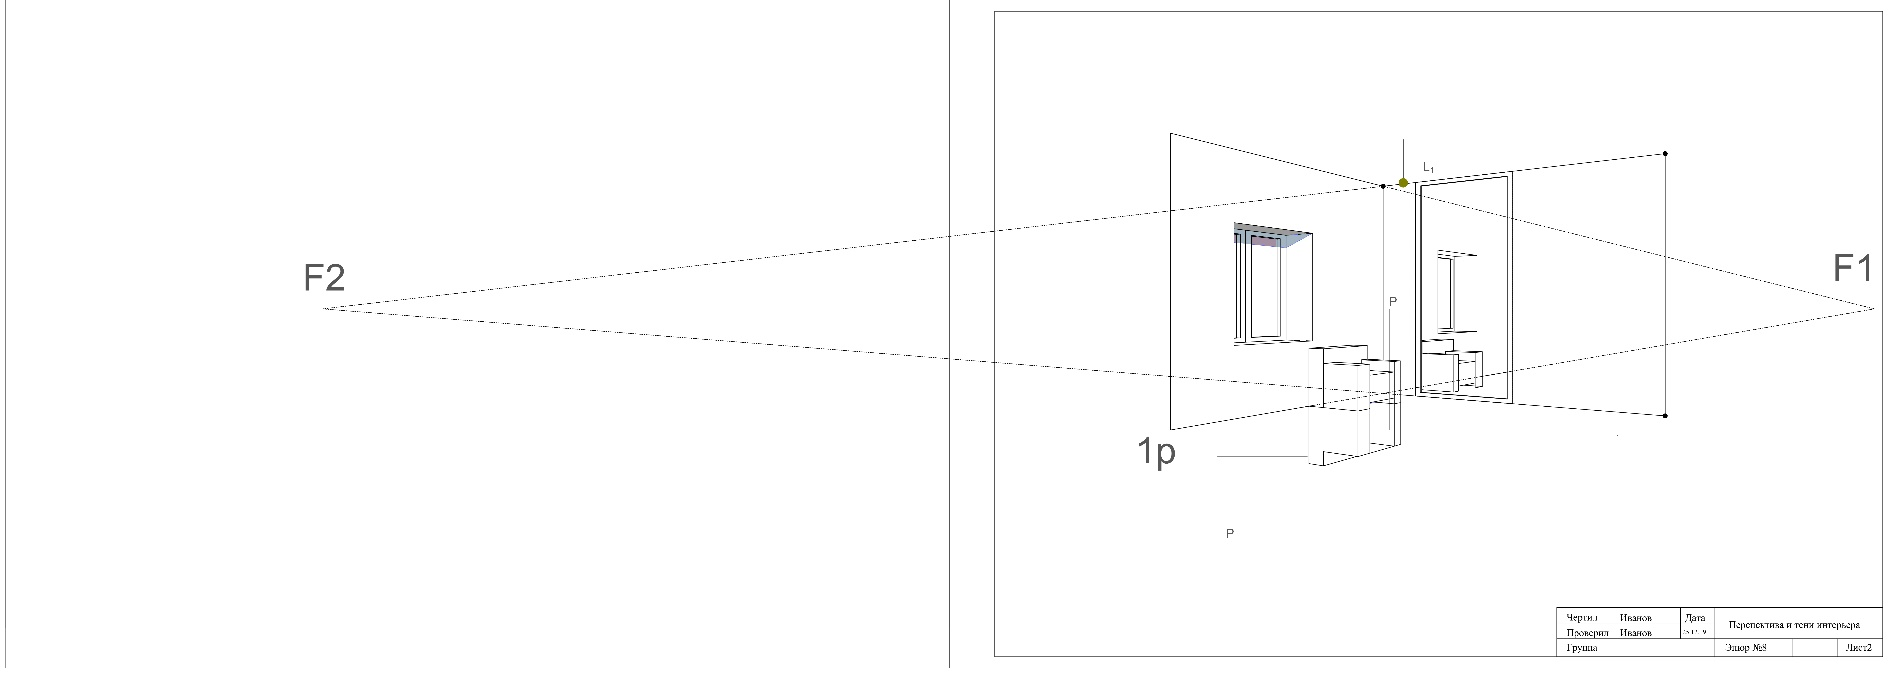 L1
F2
F1
P
1p
P
Чертил Иванов Дата Перспектива и тени интерьера
Проверил Иванов
Группа Эпюр №8 Лист2